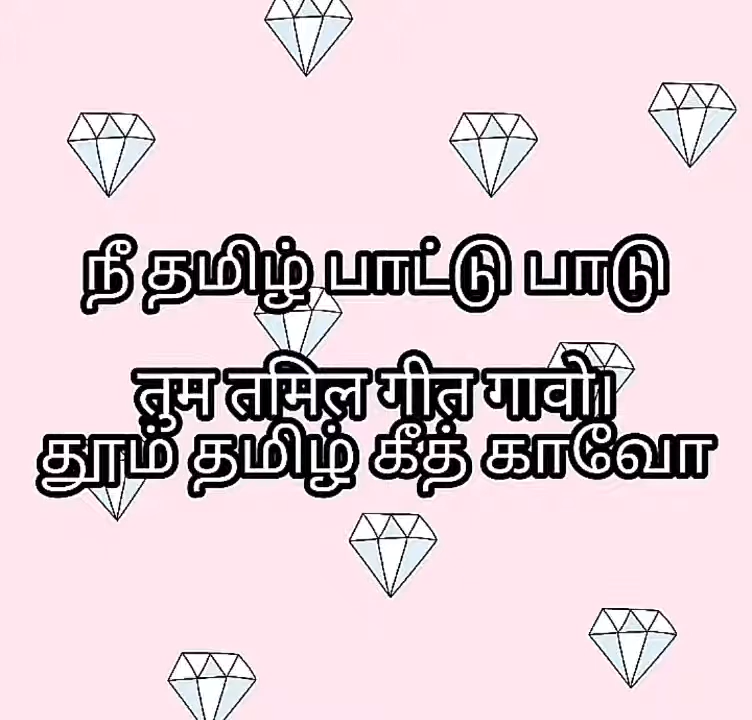 நீ தமிழ் பாட்டு பாடு
तुम तमिल गीत गावो।
தூம் தமிழ் கீத் காவோ